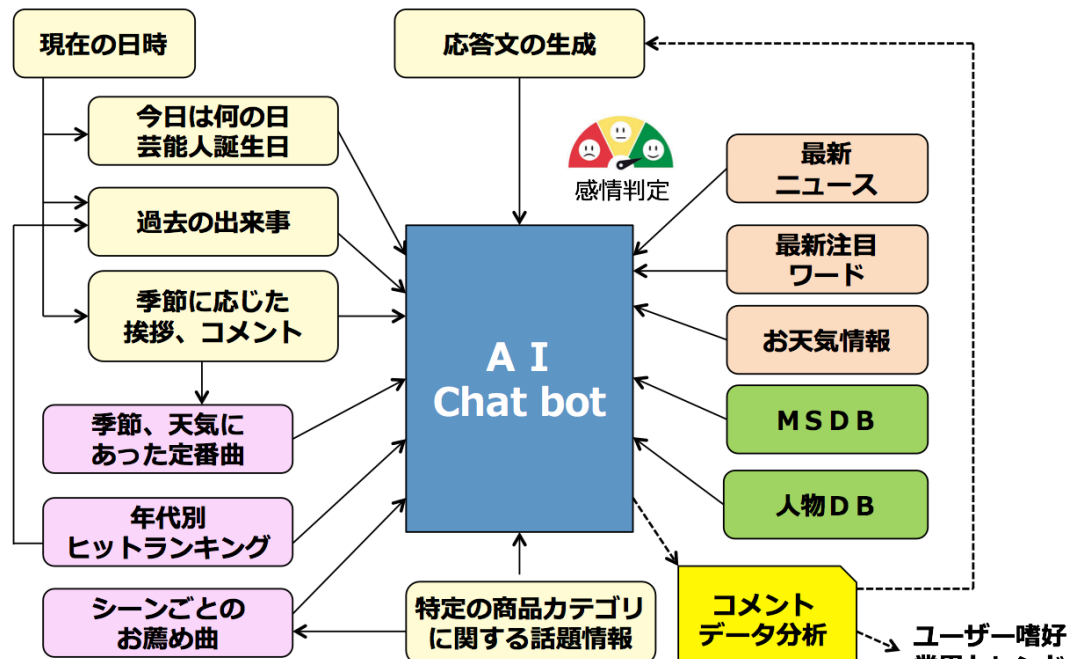 現在の日時
応答文の生成
今日は何の日
芸能人誕生日
感情判定
最新
ニュース
過去の出来事
最新注目
ワード
季節に応じた
挨拶、コメント
お天気情報
ＡＩ
Chat bot
季節、天気に
あった定番曲
ＭＳＤＢ
年代別
ヒットランキング
人物ＤＢ
シーンごとの
お薦め曲
特定の商品カテゴリ
に関する話題情報
コメント
データ分析
ユーザー嗜好